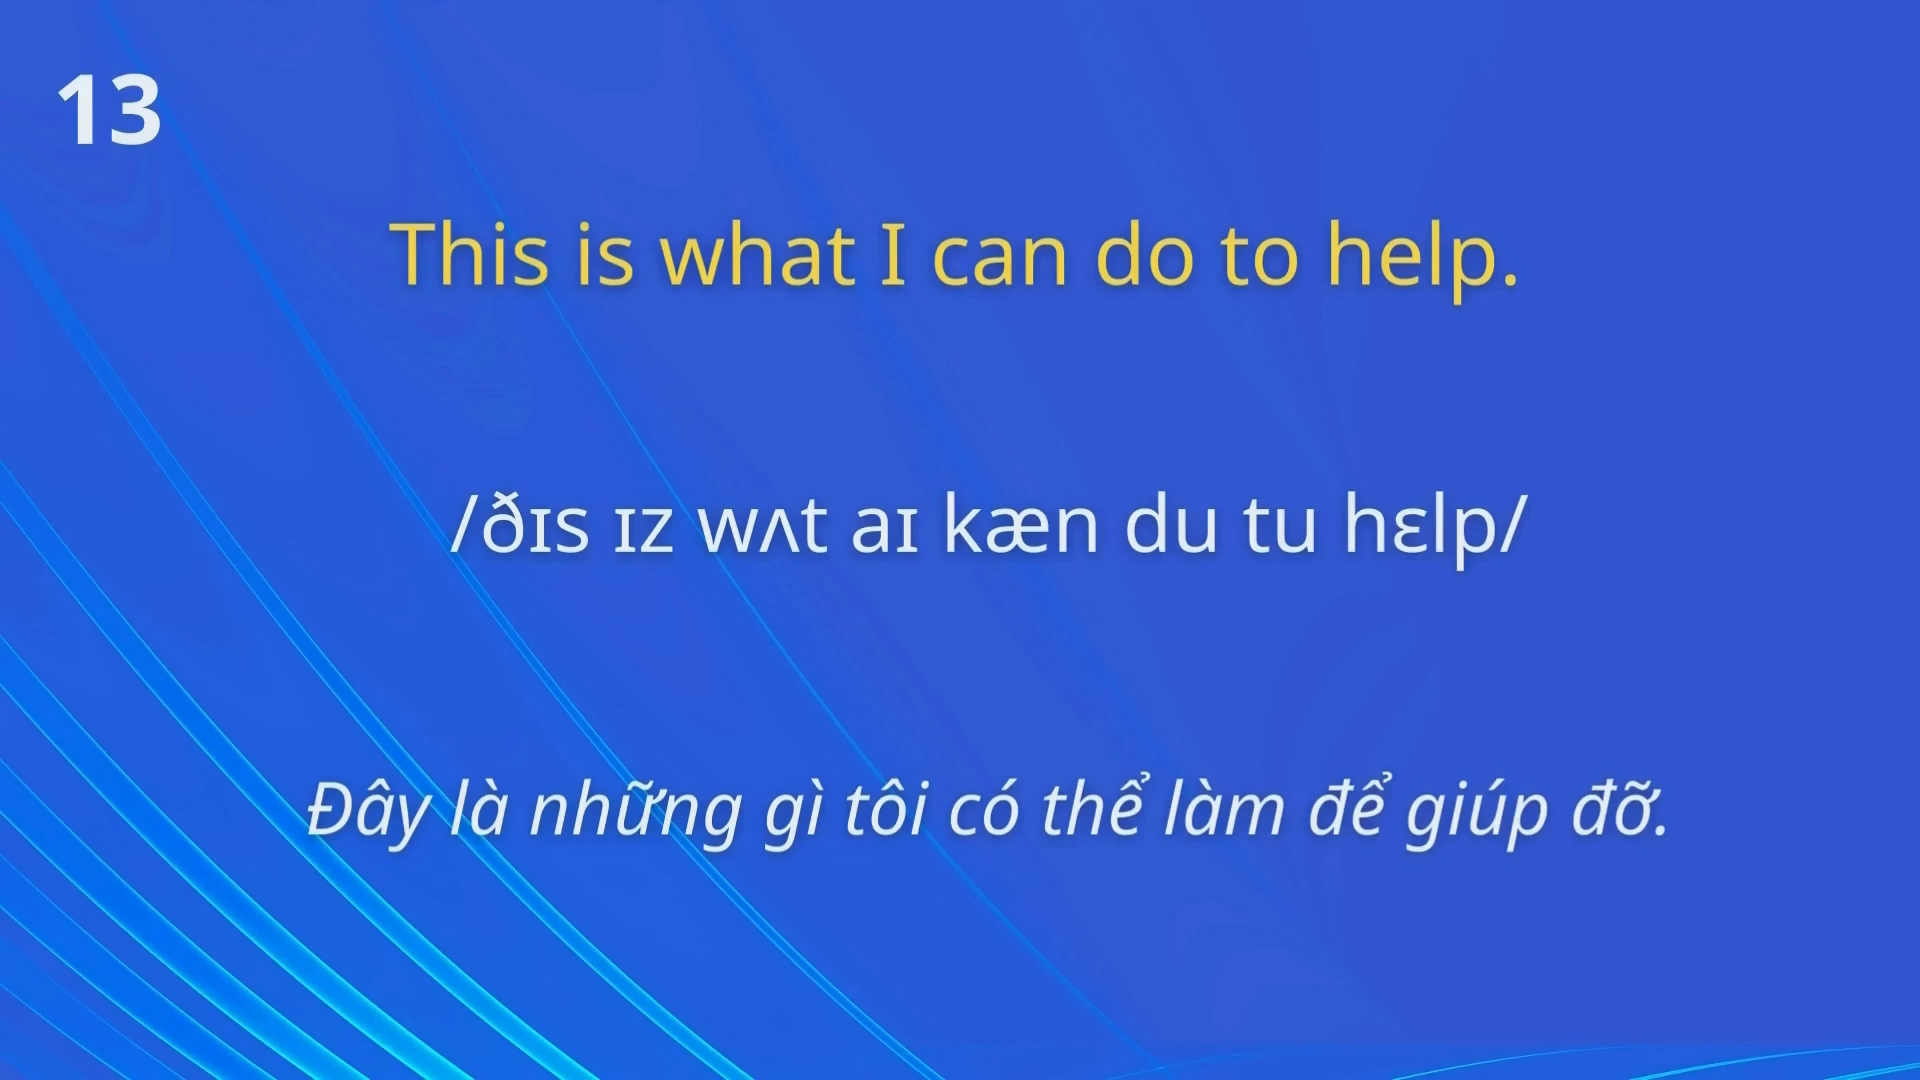 13
This is what I can do to help.
/ðɪs ɪz wʌt aɪ kæn du tu hɛlp/
Đây là những gì tôi có thể làm để giúp đỡ.